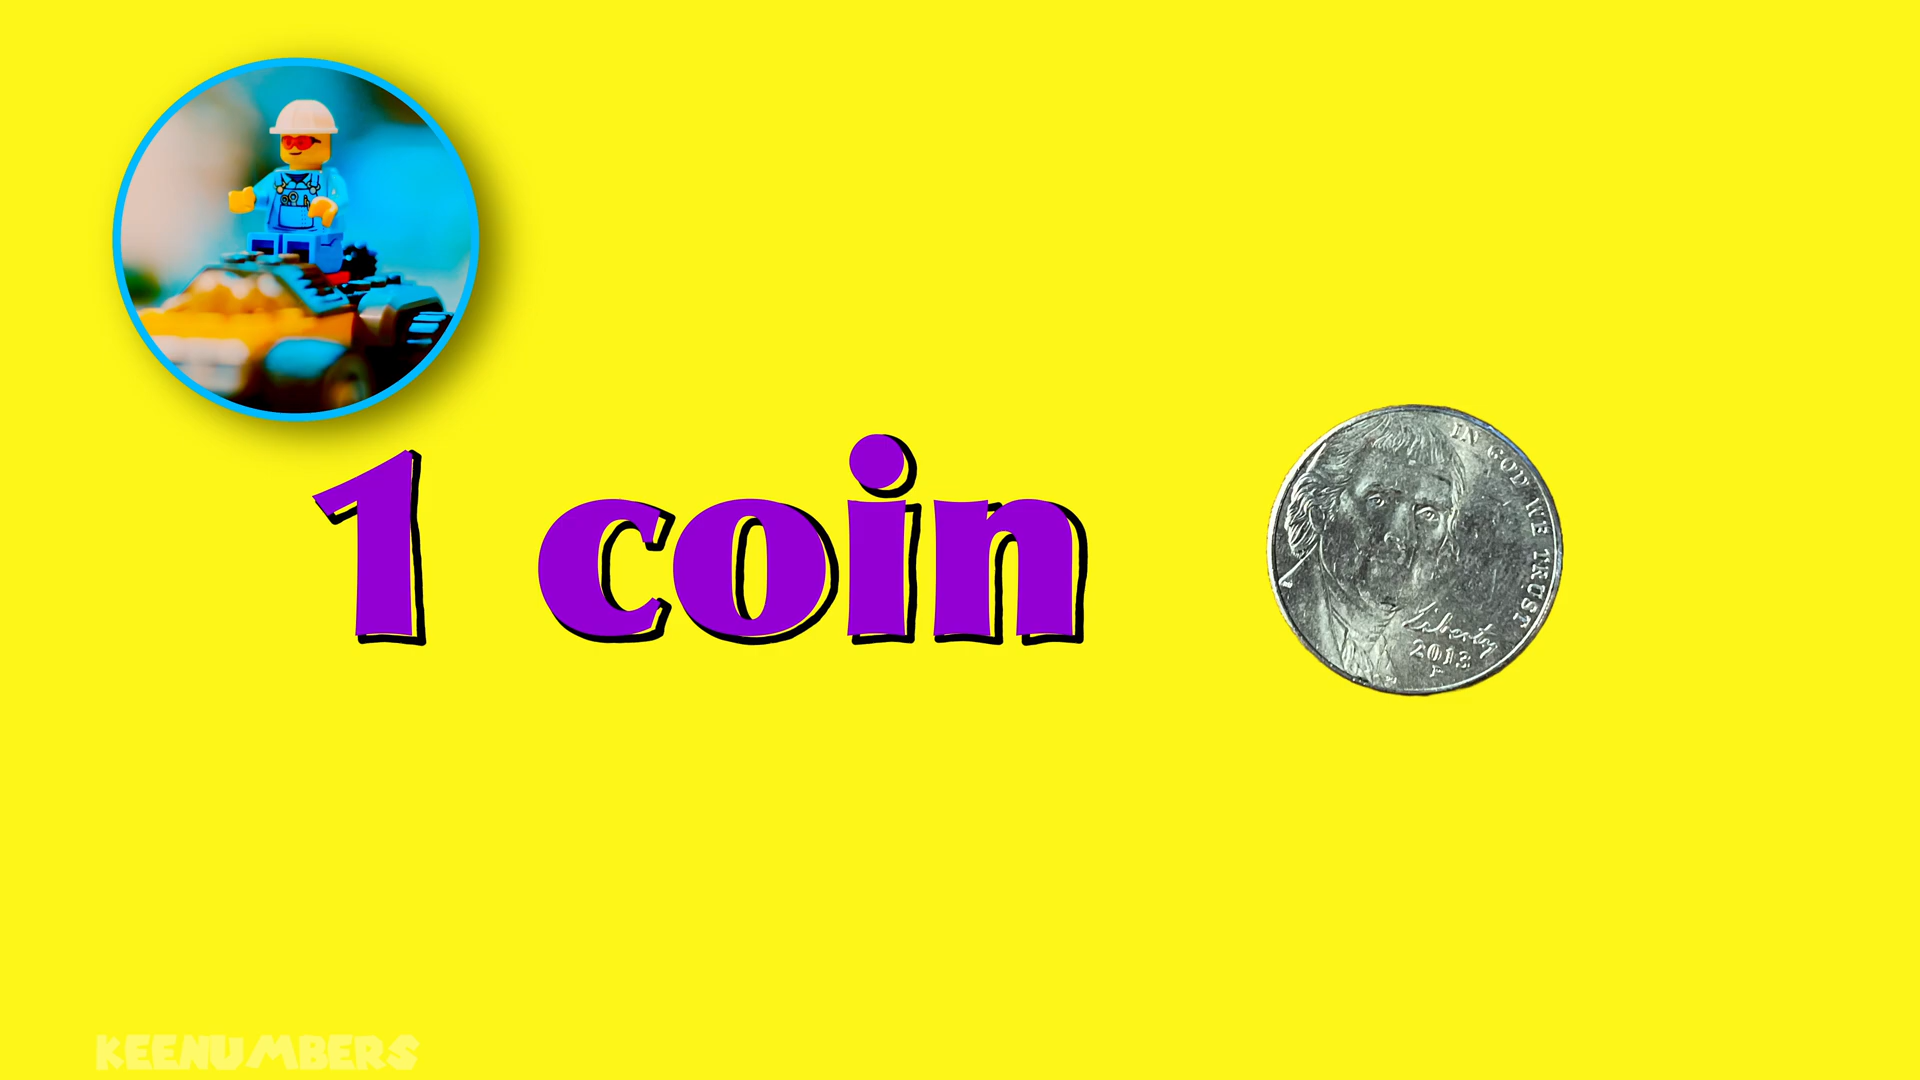 1 coin
IN GOD WE TRUST
Liberty
2013
F
KEENUMBERS